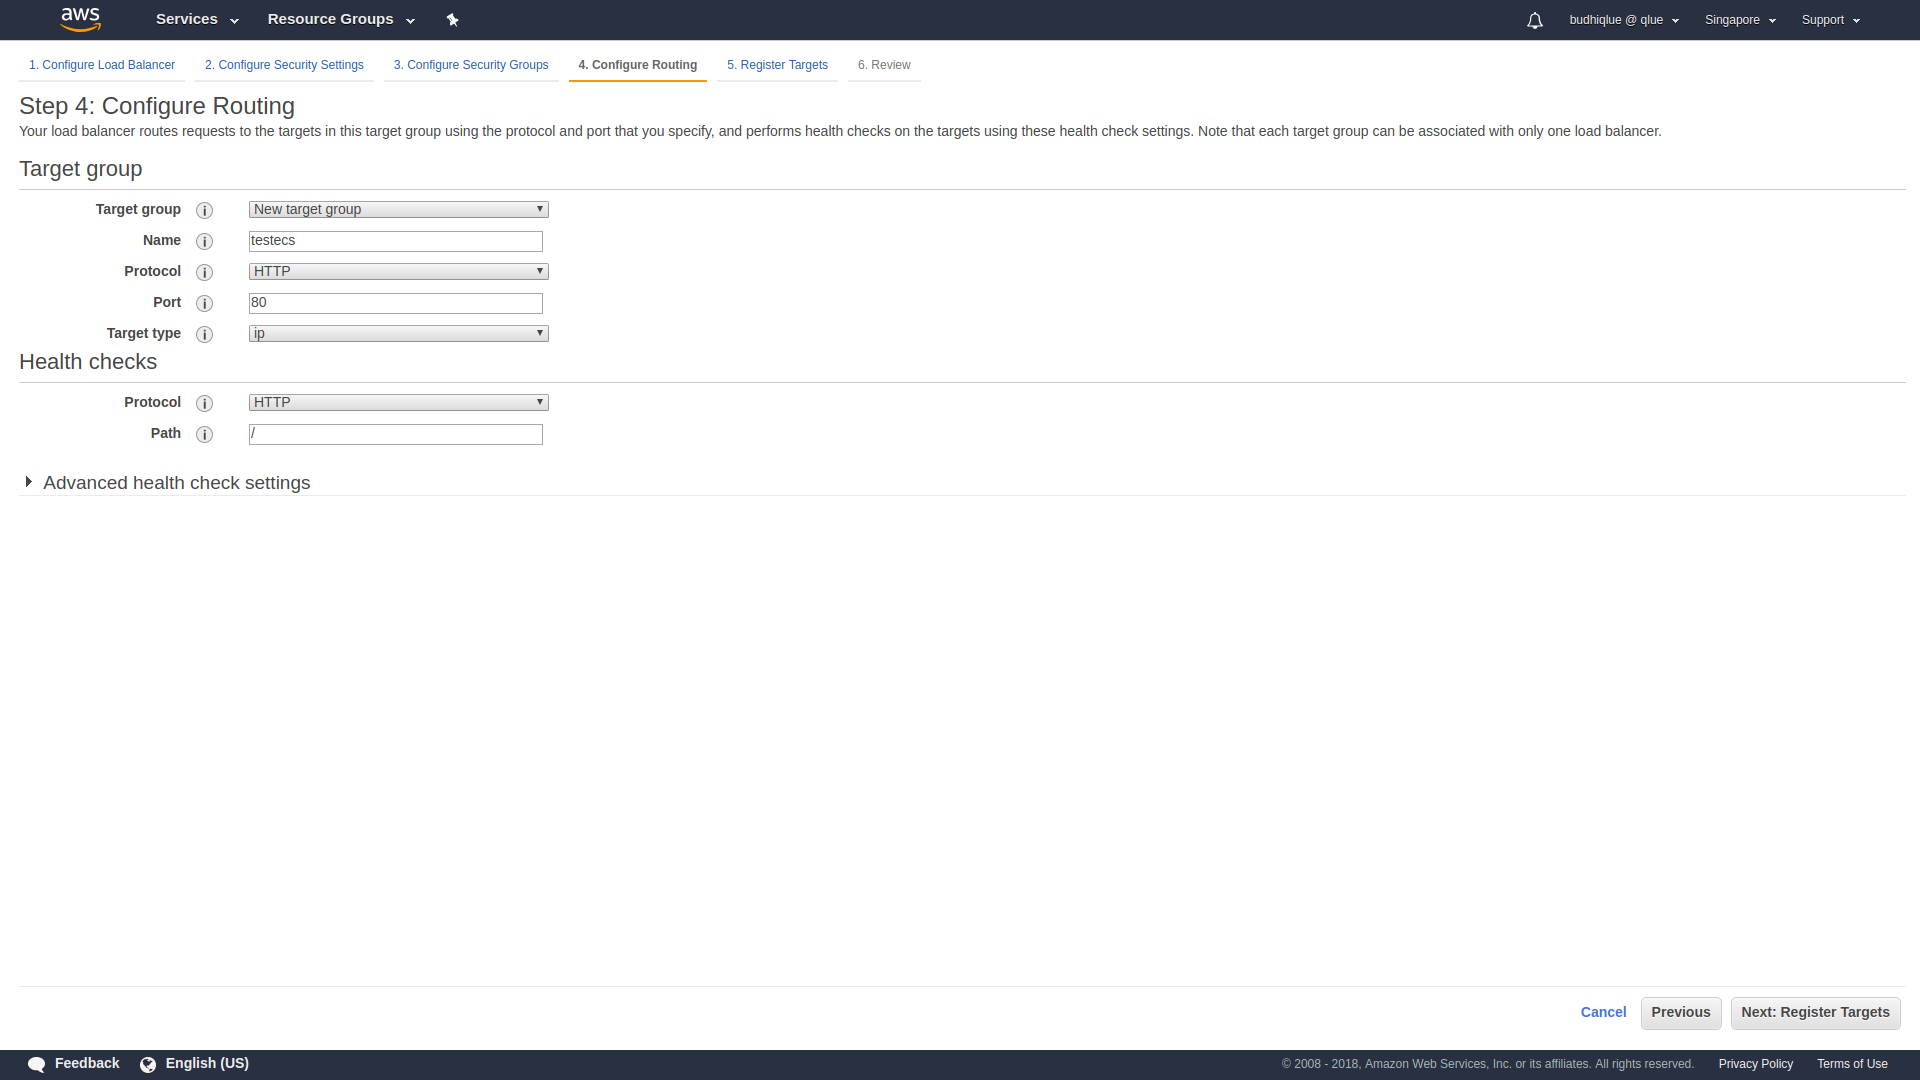 aws Services Resource Groups budhiqlue @ qlue Singapore Support
1. Configure Load Balancer 2. Configure Security Settings 3. Configure Security Groups 4. Configure Routing 5. Register Targets 6. Review
Step 4: Configure Routing
Your load balancer routes requests to the targets in this target group using the protocol and port that you specify, and performs health checks on the targets using these health check settings. Note that each target group can be associated with only one load balancer.
Target group
Target group New target group
Name testecs
Protocol HTTP
Port 80
Target type ip
Health checks
Protocol HTTP
Path /
Advanced health check settings
Cancel Previous Next: Register Targets
Feedback English (US) © 2008 - 2018, Amazon Web Services, Inc. or its affiliates. All rights reserved. Privacy Policy Terms of Use